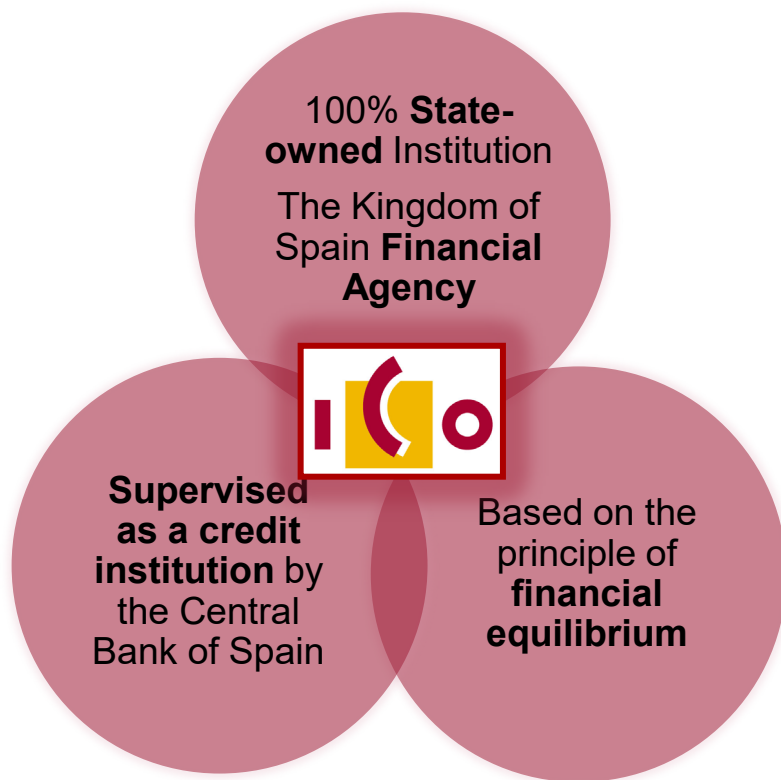 100% State-
owned Institution
The Kingdom of
Spain Financial
Agency
ICO
Supervised
as a credit
institution by
the Central
Bank of Spain
Based on the
principle of
financial
equilibrium